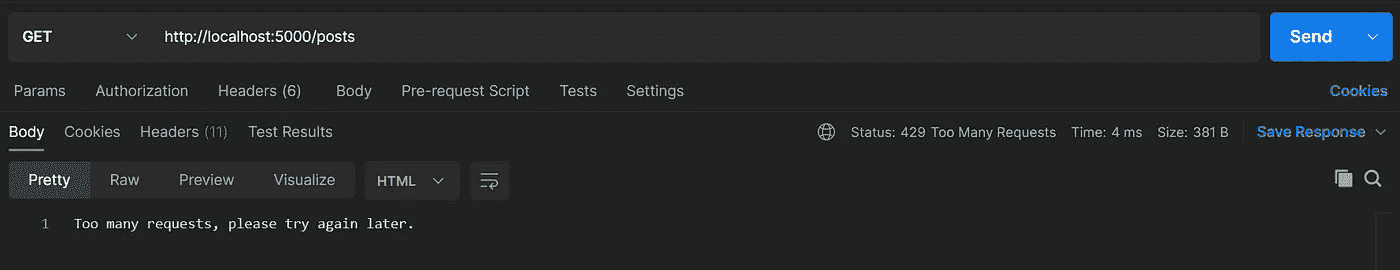 GET http://localhost:5000/posts Send
Params Authorization Headers (6) Body Pre-request Script Tests Settings Cookies
Body Cookies Headers (11) Test Results Status: 429 Too Many Requests Time: 4 ms Size: 381 B Save Response
Pretty Raw Preview Visualize HTML
1 Too many requests, please try again later.